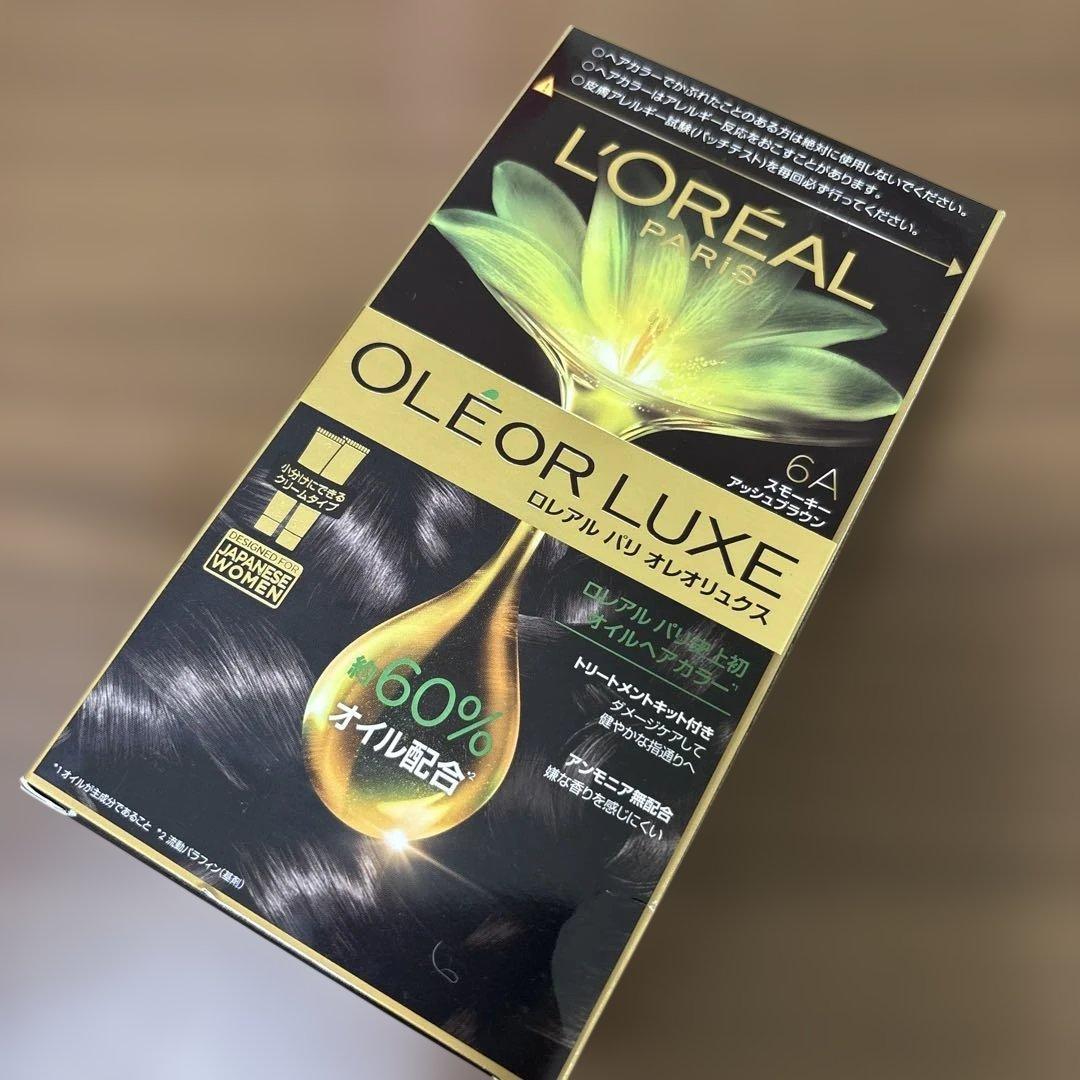 ○ヘアカラーでかぶれたことのある方は絶対に使用しないでください。
○ヘアカラーはアレルギー反応をおこすことがあります。
○皮膚アレルギー試験(パッチテスト)を毎回必ず行ってください。
L'ORÉAL
PARIS
OLÉOR LUXE
ロレアル パリ オレオリュクス
6A
スモーキー
アッシュブラウン
小分けにできる
クリームタイプ
DESIGNED FOR
JAPANESE
WOMEN
ロレアル パリ史上初
オイルヘアカラー*1
トリートメントキット付き
ダメージケアして
健やかな指通りへ
アンモニア無配合
嫌な香りを感じにくい
約60%
オイル配合*2
*1 オイルが主成分であること *2 流動パラフィン(基剤)